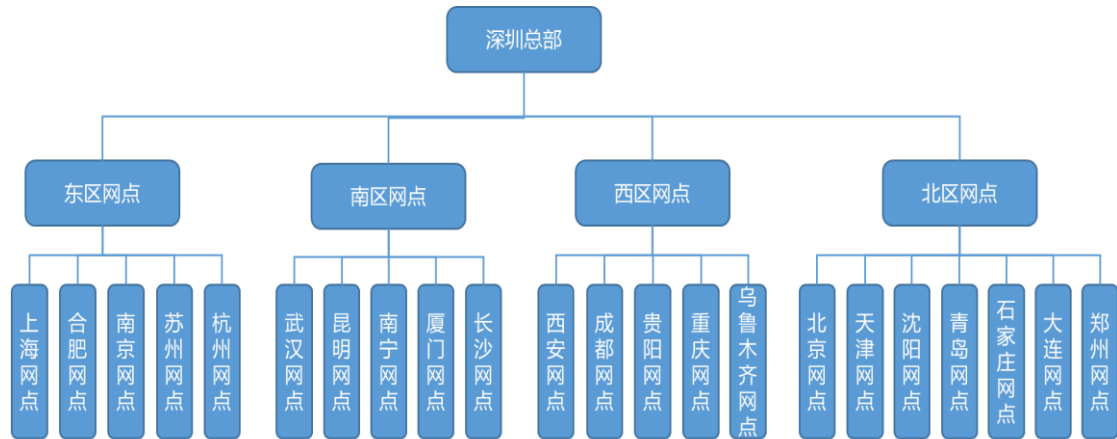 深圳总部
东区网点
南区网点
西区网点
北区网点
上海网点
合肥网点
南京网点
苏州网点
杭州网点
武汉网点
昆明网点
南宁网点
厦门网点
长沙网点
西安网点
成都网点
贵阳网点
重庆网点
乌鲁木齐网点
北京网点
天津网点
沈阳网点
青岛网点
石家庄网点
大连网点
郑州网点